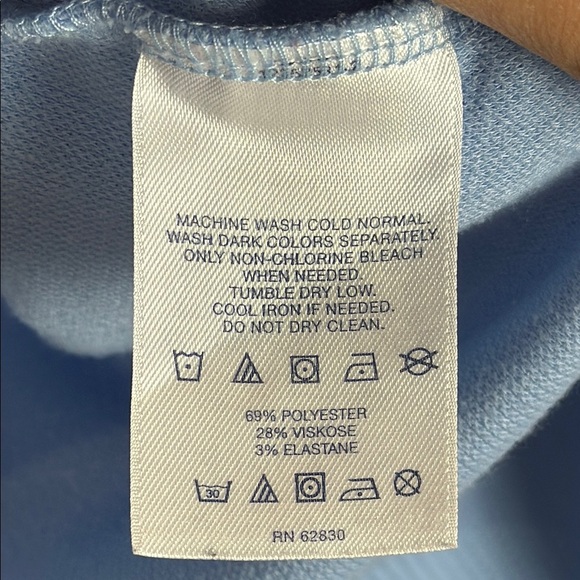 MACHINE WASH COLD NORMAL.
WASH DARK COLORS SEPARATELY.
ONLY NON-CHLORINE BLEACH
WHEN NEEDED.
TUMBLE DRY LOW.
COOL IRON IF NEEDED.
DO NOT DRY CLEAN.
69% POLYESTER
28% VISKOSE
3% ELASTANE
30
RN 62830